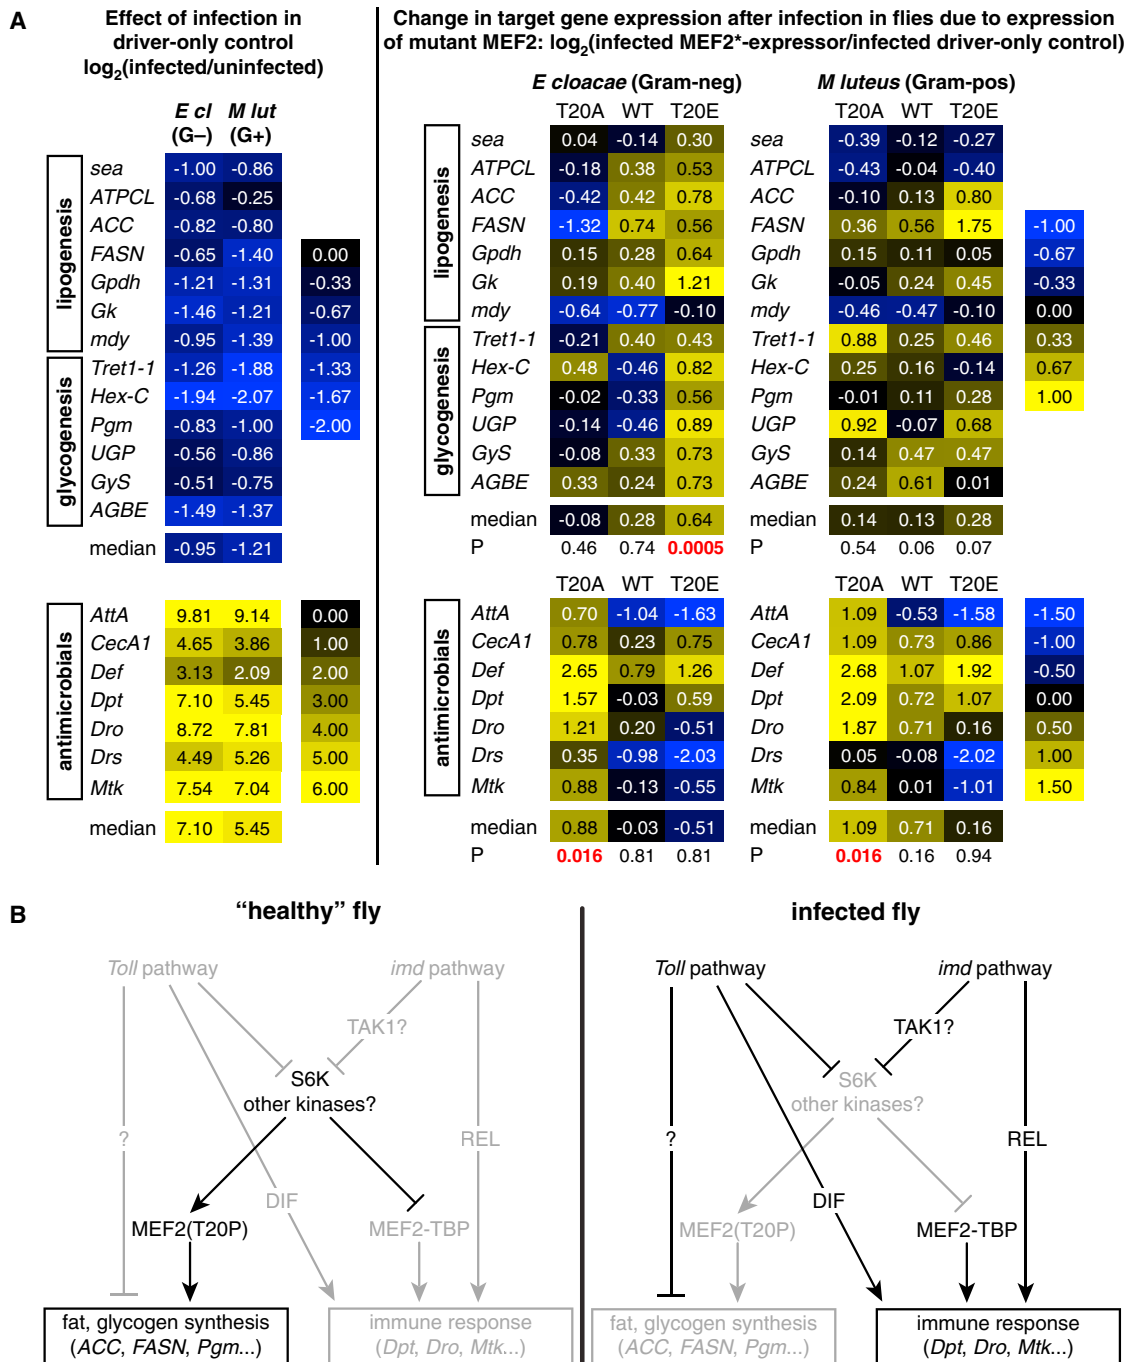 A
Effect of infection in
driver-only control
log2(infected/uninfected)
Change in target gene expression after infection in flies due to expression
of mutant MEF2: log2(infected MEF2*-expressor/infected driver-only control)
E cl M lut
(G–) (G+)
lipogenesis
sea -1.00 -0.86
ATPCL -0.68 -0.25
ACC -0.82 -0.80
FASN -0.65 -1.40 0.00
Gpdh -1.21 -1.31 -0.33
Gk -1.46 -1.21 -0.67
mdy -0.95 -1.39 -1.00
glycogenesis
Tret1-1 -1.26 -1.88 -1.33
Hex-C -1.94 -2.07 -1.67
Pgm -0.83 -1.00 -2.00
UGP -0.56 -0.86
GyS -0.51 -0.75
AGBE -1.49 -1.37
median -0.95 -1.21
antimicrobials
AttA 9.81 9.14 0.00
CecA1 4.65 3.86 1.00
Def 3.13 2.09 2.00
Dpt 7.10 5.45 3.00
Dro 8.72 7.81 4.00
Drs 4.49 5.26 5.00
Mtk 7.54 7.04 6.00
median 7.10 5.45
E cloacae (Gram-neg)
T20A WT T20E
lipogenesis
sea 0.04 -0.14 0.30
ATPCL -0.18 0.38 0.53
ACC -0.42 0.42 0.78
FASN -1.32 0.74 0.56
Gpdh 0.15 0.28 0.64
Gk 0.19 0.40 1.21
mdy -0.64 -0.77 -0.10
glycogenesis
Tret1-1 -0.21 0.40 0.43
Hex-C 0.48 -0.46 0.82
Pgm -0.02 -0.33 0.56
UGP -0.14 -0.46 0.89
GyS -0.08 0.33 0.73
AGBE 0.33 0.24 0.73
median -0.08 0.28 0.64
P 0.46 0.74 0.0005
M luteus (Gram-pos)
T20A WT T20E
sea -0.39 -0.12 -0.27
ATPCL -0.43 -0.04 -0.40
ACC -0.10 0.13 0.80
FASN 0.36 0.56 1.75 -1.00
Gpdh 0.15 0.11 0.05 -0.67
Gk -0.05 0.24 0.45 -0.33
mdy -0.46 -0.47 -0.10 0.00
Tret1-1 0.88 0.25 0.46 0.33
Hex-C 0.25 0.16 -0.14 0.67
Pgm -0.01 0.11 0.28 1.00
UGP 0.92 -0.07 0.68
GyS 0.14 0.47 0.47
AGBE 0.24 0.61 0.01
median 0.14 0.13 0.28
P 0.54 0.06 0.07
T20A WT T20E
antimicrobials
AttA 0.70 -1.04 -1.63
CecA1 0.78 0.23 0.75
Def 2.65 0.79 1.26
Dpt 1.57 -0.03 0.59
Dro 1.21 0.20 -0.51
Drs 0.35 -0.98 -2.03
Mtk 0.88 -0.13 -0.55
median 0.88 -0.03 -0.51
P 0.016 0.81 0.81
T20A WT T20E
AttA 1.09 -0.53 -1.58 -1.50
CecA1 1.09 0.73 0.86 -1.00
Def 2.68 1.07 1.92 -0.50
Dpt 2.09 0.72 1.07 0.00
Dro 1.87 0.71 0.16 0.50
Drs 0.05 -0.08 -2.02 1.00
Mtk 0.84 0.01 -1.01 1.50
median 1.09 0.71 0.16
P 0.016 0.16 0.94
B
"healthy" fly
Toll pathway imd pathway
TAK1?
S6K
other kinases?
? REL
DIF
MEF2(T20P) MEF2-TBP
fat, glycogen synthesis
(ACC, FASN, Pgm...)
immune response
(Dpt, Dro, Mtk...)
infected fly
Toll pathway imd pathway
TAK1?
S6K
other kinases?
? REL
DIF
MEF2(T20P) MEF2-TBP
fat, glycogen synthesis
(ACC, FASN, Pgm...)
immune response
(Dpt, Dro, Mtk...)